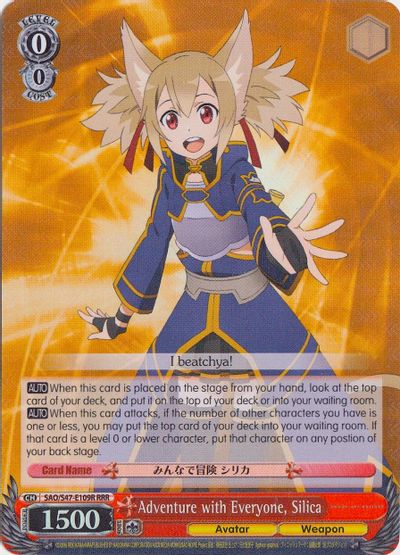 LEVEL
0
0
COST
I beatchya!
AUTO When this card is placed on the stage from your hand, look at the top
card of your deck, and put it on the top of your deck or into your waiting room.
AUTO When this card attacks, if the number of other characters you have is
one or less, you may put the top card of your deck into your waiting room. If that
card is a level 0 or lower character, put that character on any postion of
your back stage.
Card Name
みんなで冒険 シリカ
CH SAO/S47-E109R RRR
1500
Adventure with Everyone, Silica
Avatar
Weapon